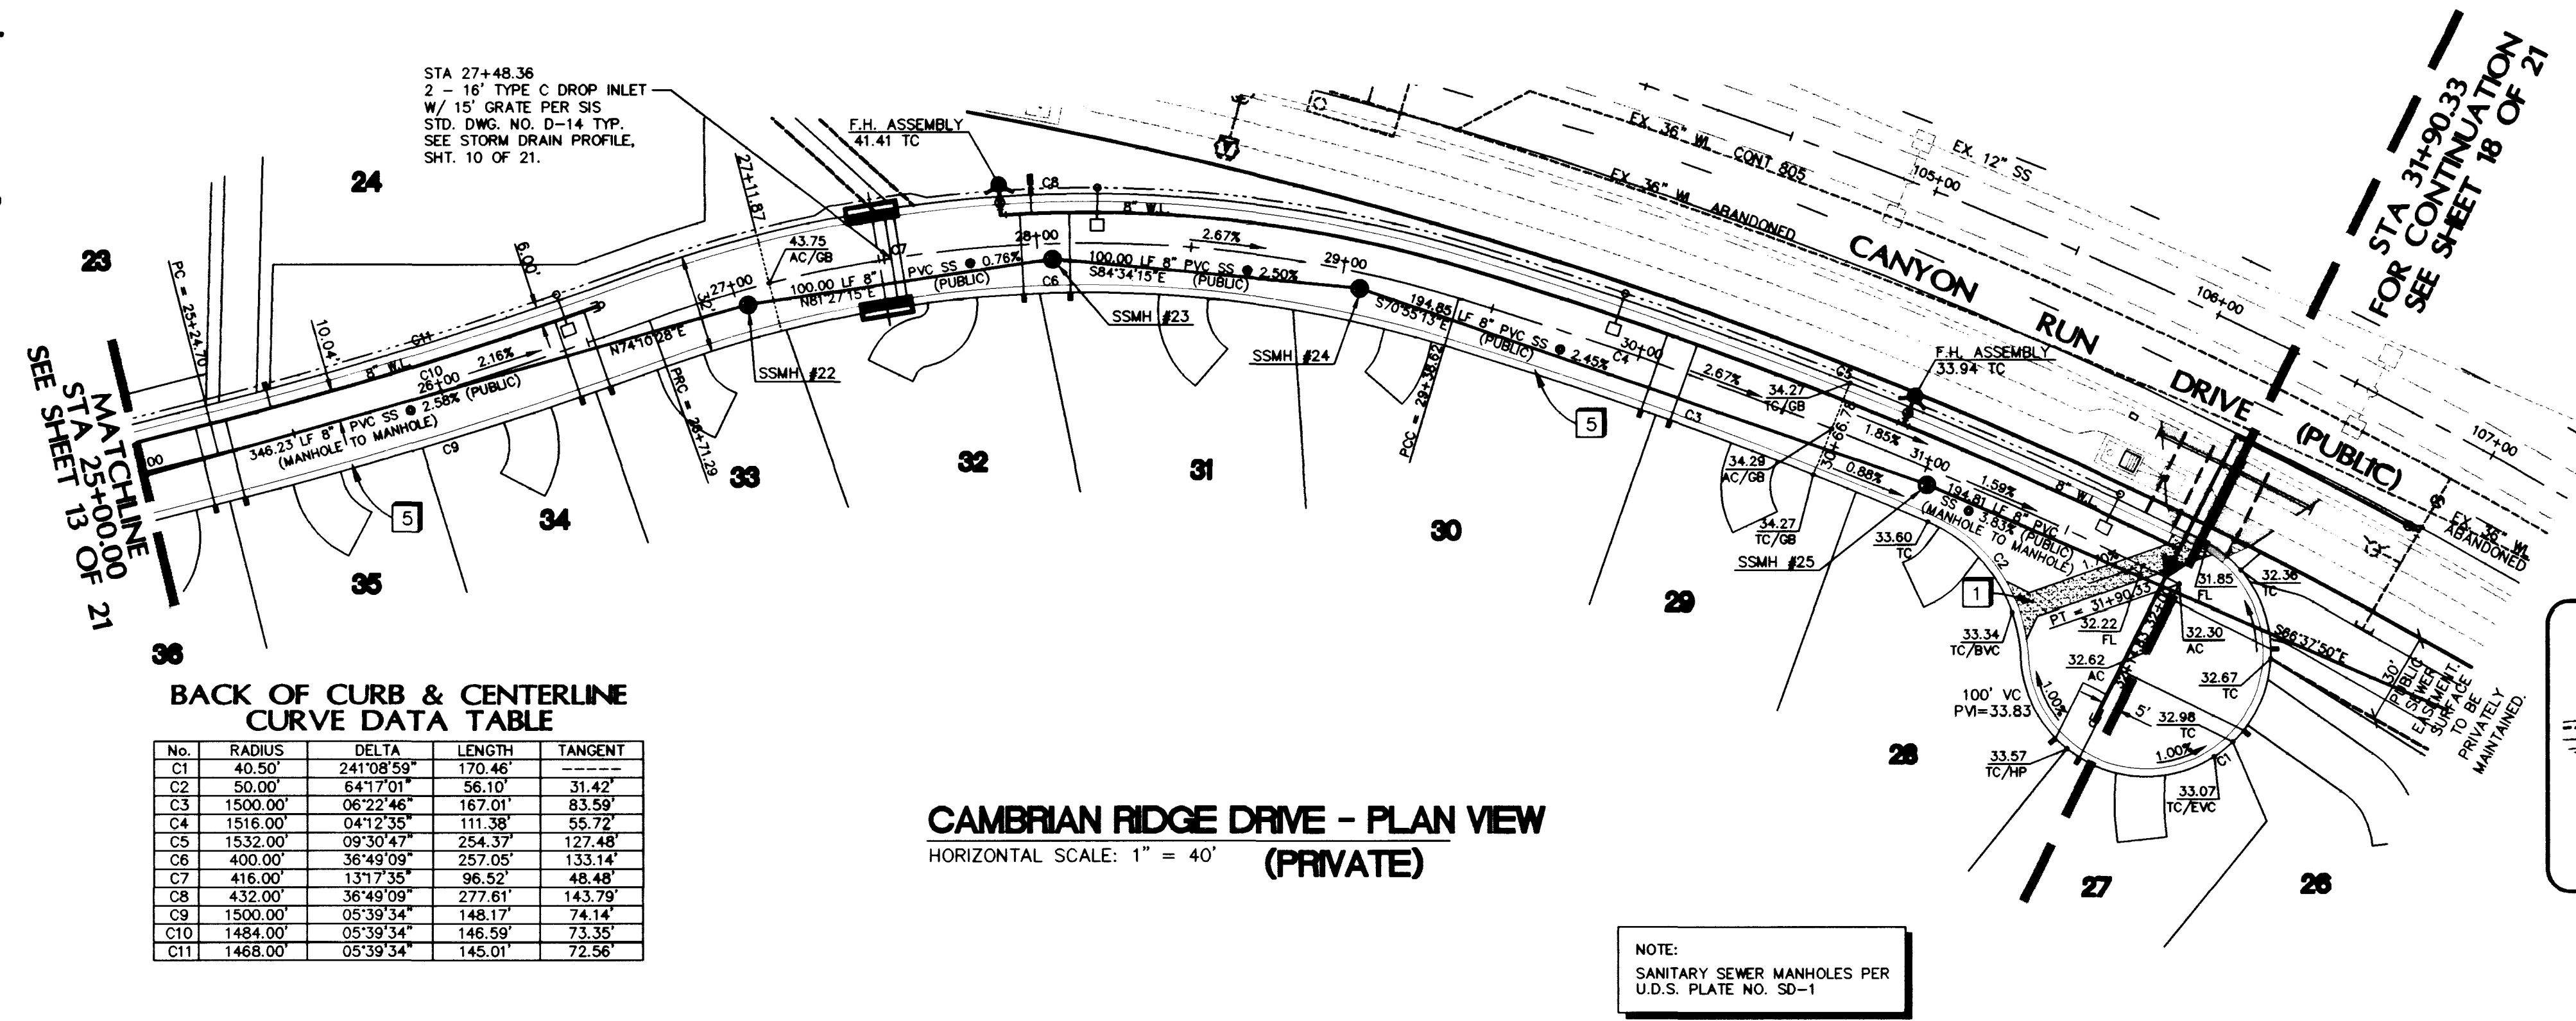 STA 27+48.36
2 - 16' TYPE C DROP INLET
W/ 15' GRATE PER SIS
STD. DWG. NO. D-14 TYP.
SEE STORM DRAIN PROFILE,
SHT. 10 OF 21.
23
24
PC = 25+24.70
10.04'
6.00'
32'
27+11.87
43.75
AC/GB
F.H. ASSEMBLY
41.41 TC
C11
8" W.L.
C10
26+00
2.16%
346.23 LF 8" PVC SS @ 2.58% (PUBLIC)
(MANHOLE TO MANHOLE)
C9
N74°10'28"E
27+00
PRC = 26+71.29
SSMH #22
100.00 LF 8" PVC SS @ 0.76%
N81°27'15"E
(PUBLIC)
C7
28+00
C8
8" W.L.
C6
2.67%
100.00 LF 8" PVC SS @ 2.50%
S84°34'15"E
(PUBLIC)
SSMH #23
29+00
SSMH #24
194.85 LF 8" PVC SS @ 2.45%
S70°55'13"E
(PUBLIC)
PCC = 29+38.62
30+00
C4
2.67%
C3
C5
34.27
TC/GB
30+66.78
34.29
AC/GB
34.27
TC/GB
1.85%
0.88%
31+00
1.59%
F.H. ASSEMBLY
33.94 TC
8" W.L.
194.81 LF 8" PVC
SS @ 3.83% (PUBLIC)
(MANHOLE TO MANHOLE)
SSMH #25
33.60
TC
C2
1
5
5
PT = 31+90.33
32+00
31.85
FL
32.36
TC
32.22
FL
32.30
AC
32.62
AC
33.34
TC/BVC
100' VC
PVI=33.83
1.00%
5'
32.67
TC
32.98
TC
1.00%
C1
33.57
TC/HP
33.07
TC/EVC
S66°37'50"E
30'
PUBLIC
SEWER
EASEMENT.
SURFACE
TO BE
PRIVATELY
MAINTAINED.
EX. 36" WL CONT 805
EX. 36" WL ABANDONED
EX. 12" SS
105+00
106+00
107+00
CANYON RUN DRIVE
(PUBLIC)
EX. 36" WL
ABANDONED
STA 31+90.33
FOR CONTINUATION
SEE SHEET 18 OF 21
MATCHLINE
STA 25+00.00
SEE SHEET 13 OF 21
36
35
34
33
32
31
30
29
28
27
26
BACK OF CURB & CENTERLINE
CURVE DATA TABLE
No. RADIUS DELTA LENGTH TANGENT
C1 40.50' 241°08'59" 170.46' ------
C2 50.00' 64°17'01" 56.10' 31.42'
C3 1500.00' 06°22'46" 167.01' 83.59'
C4 1516.00' 04°12'35" 111.38' 55.72'
C5 1532.00' 09°30'47" 254.37' 127.48'
C6 400.00' 36°49'09" 257.05' 133.14'
C7 416.00' 13°17'35" 96.52' 48.48'
C8 432.00' 36°49'09" 277.61' 143.79'
C9 1500.00' 05°39'34" 148.17' 74.14'
C10 1484.00' 05°39'34" 146.59' 73.35'
C11 1468.00' 05°39'34" 145.01' 72.56'
CAMBRIAN RIDGE DRIVE - PLAN VIEW
HORIZONTAL SCALE: 1" = 40'
(PRIVATE)
NOTE:
SANITARY SEWER MANHOLES PER
U.D.S. PLATE NO. SD-1